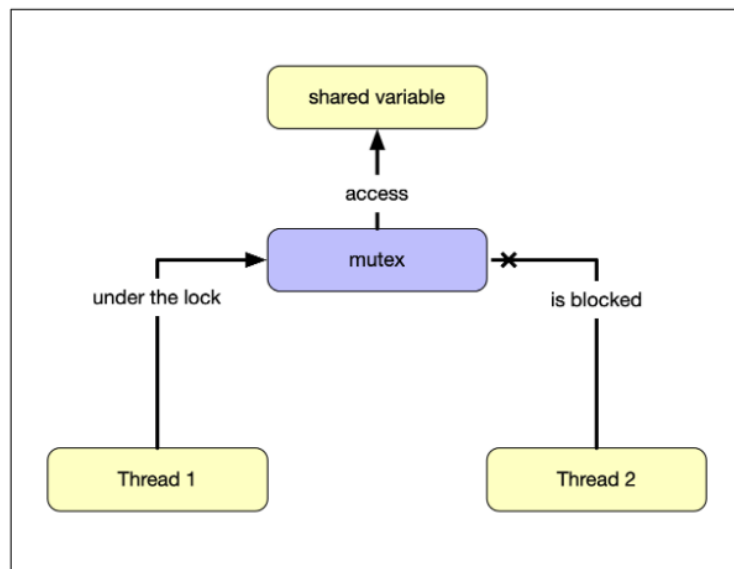 shared variable
access
mutex
under the lock
is blocked
Thread 1
Thread 2